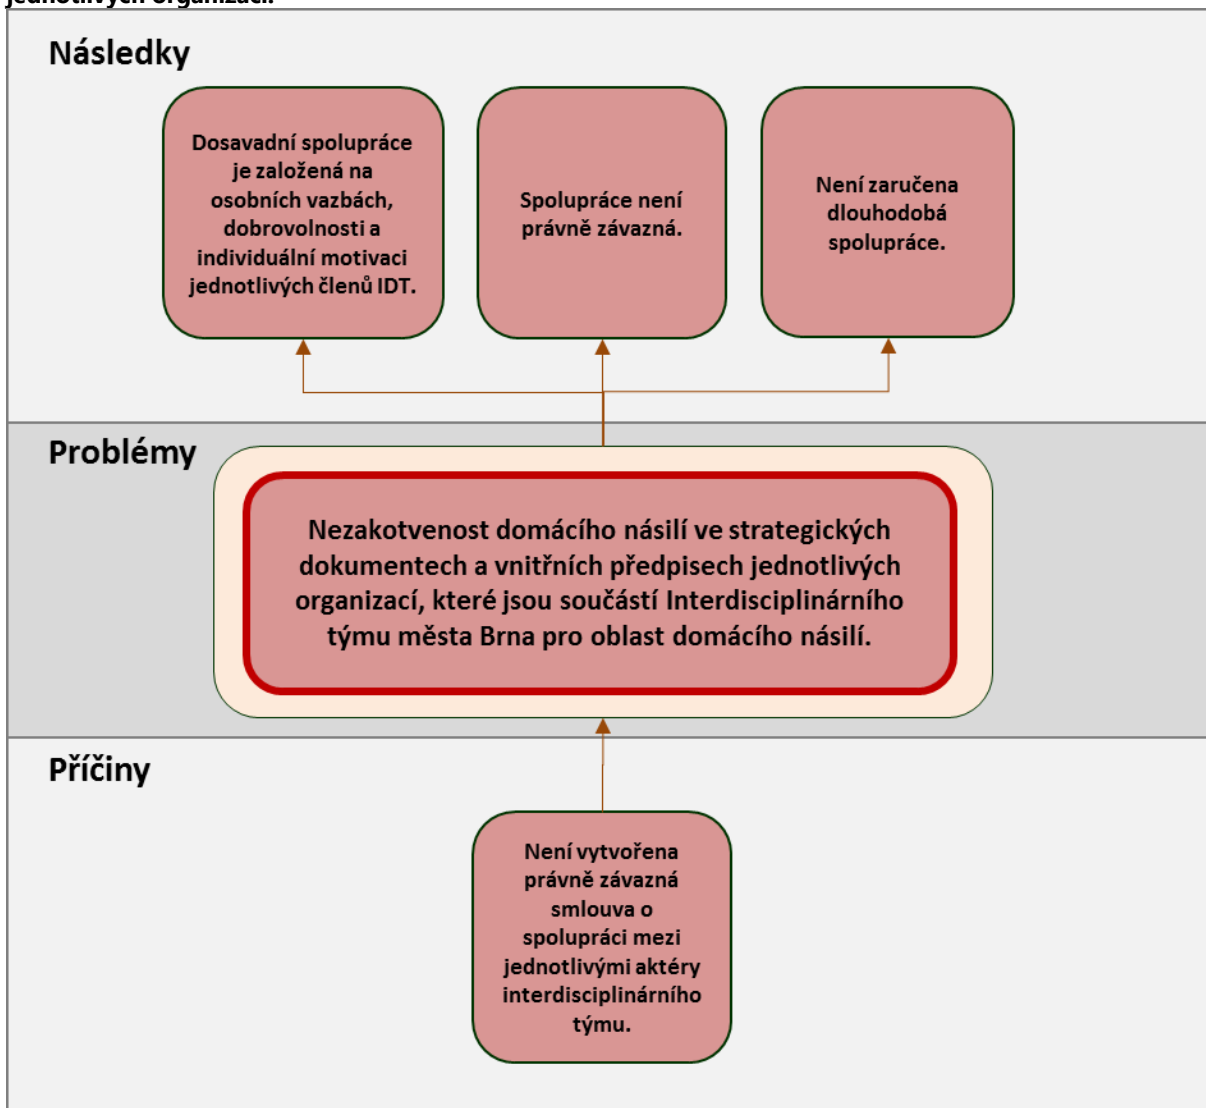 jednotlivých organizací.
Následky
Dosavadní spolupráce
je založená na
osobních vazbách,
dobrovolnosti a
individuální motivaci
jednotlivých členů IDT.
Spolupráce není
právně závazná.
Není zaručena
dlouhodobá
spolupráce.
Problémy
Nezakotvenost domácího násilí ve strategických
dokumentech a vnitřních předpisech jednotlivých
organizací, které jsou součástí Interdisciplinárního
týmu města Brna pro oblast domácího násilí.
Příčiny
Není vytvořena
právně závazná
smlouva o
spolupráci mezi
jednotlivými aktéry
interdisciplinárního
týmu.